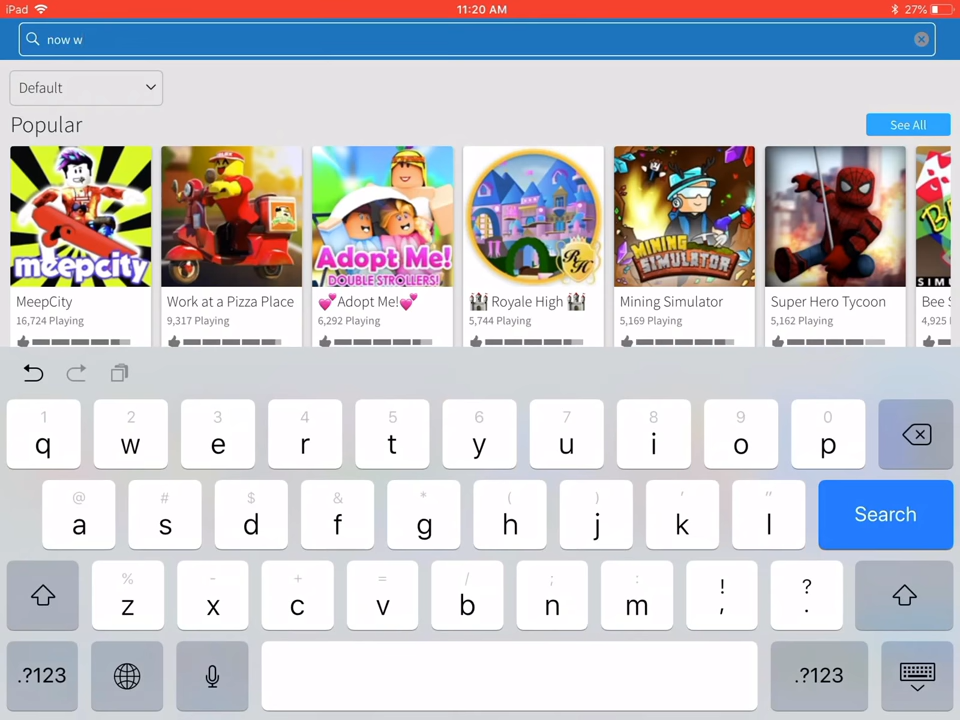 iPad 11:20 AM 27%
now w
Default
Popular See All
meepcity
Adopt Me!
DOUBLE STROLLERS!
RH
MINING SIMULATOR
MeepCity Work at a Pizza Place 💕Adopt Me!💕 🏰 Royale High 🏰 Mining Simulator Super Hero Tycoon Bee S
16,724 Playing 9,317 Playing 6,292 Playing 5,744 Playing 5,169 Playing 5,162 Playing 4,925
1 2 3 4 5 6 7 8 9 0
q w e r t y u i o p
@ # $ & * ( ) ' "
a s d f g h j k l Search
% - + = / ; : ! ?
z x c v b n m , .
.?123 .?123